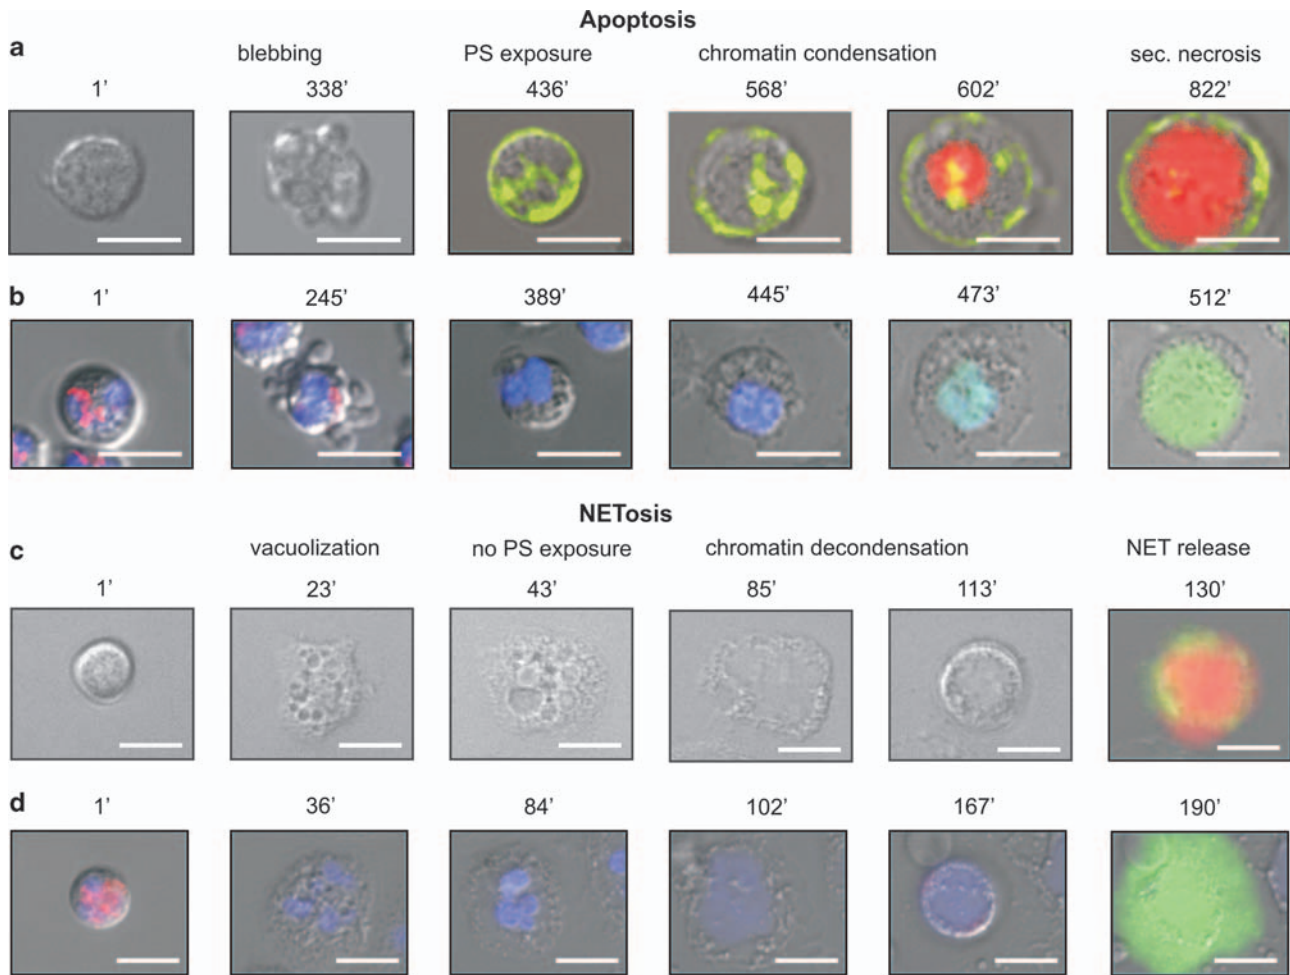 Apoptosis
a
blebbing PS exposure chromatin condensation sec. necrosis
1’ 338’ 436’ 568’ 602’ 822’
b
1’ 245’ 389’ 445’ 473’ 512’
NETosis
c
vacuolization no PS exposure chromatin decondensation NET release
1’ 23’ 43’ 85’ 113’ 130’
d
1’ 36’ 84’ 102’ 167’ 190’